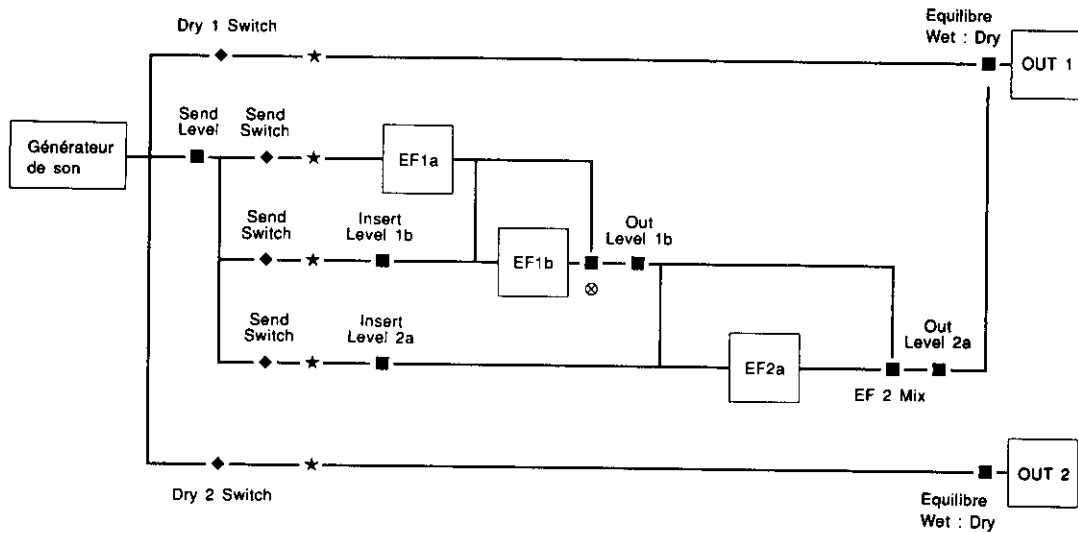 Dry 1 Switch
Equilibre
Wet : Dry
OUT 1
Send
Level
Send
Switch
Générateur
de son
EF1a
Send
Switch
Insert
Level 1b
Out
Level 1b
EF1b
Send
Switch
Insert
Level 2a
Out
Level 2a
EF2a
EF 2 Mix
Dry 2 Switch
OUT 2
Equilibre
Wet : Dry